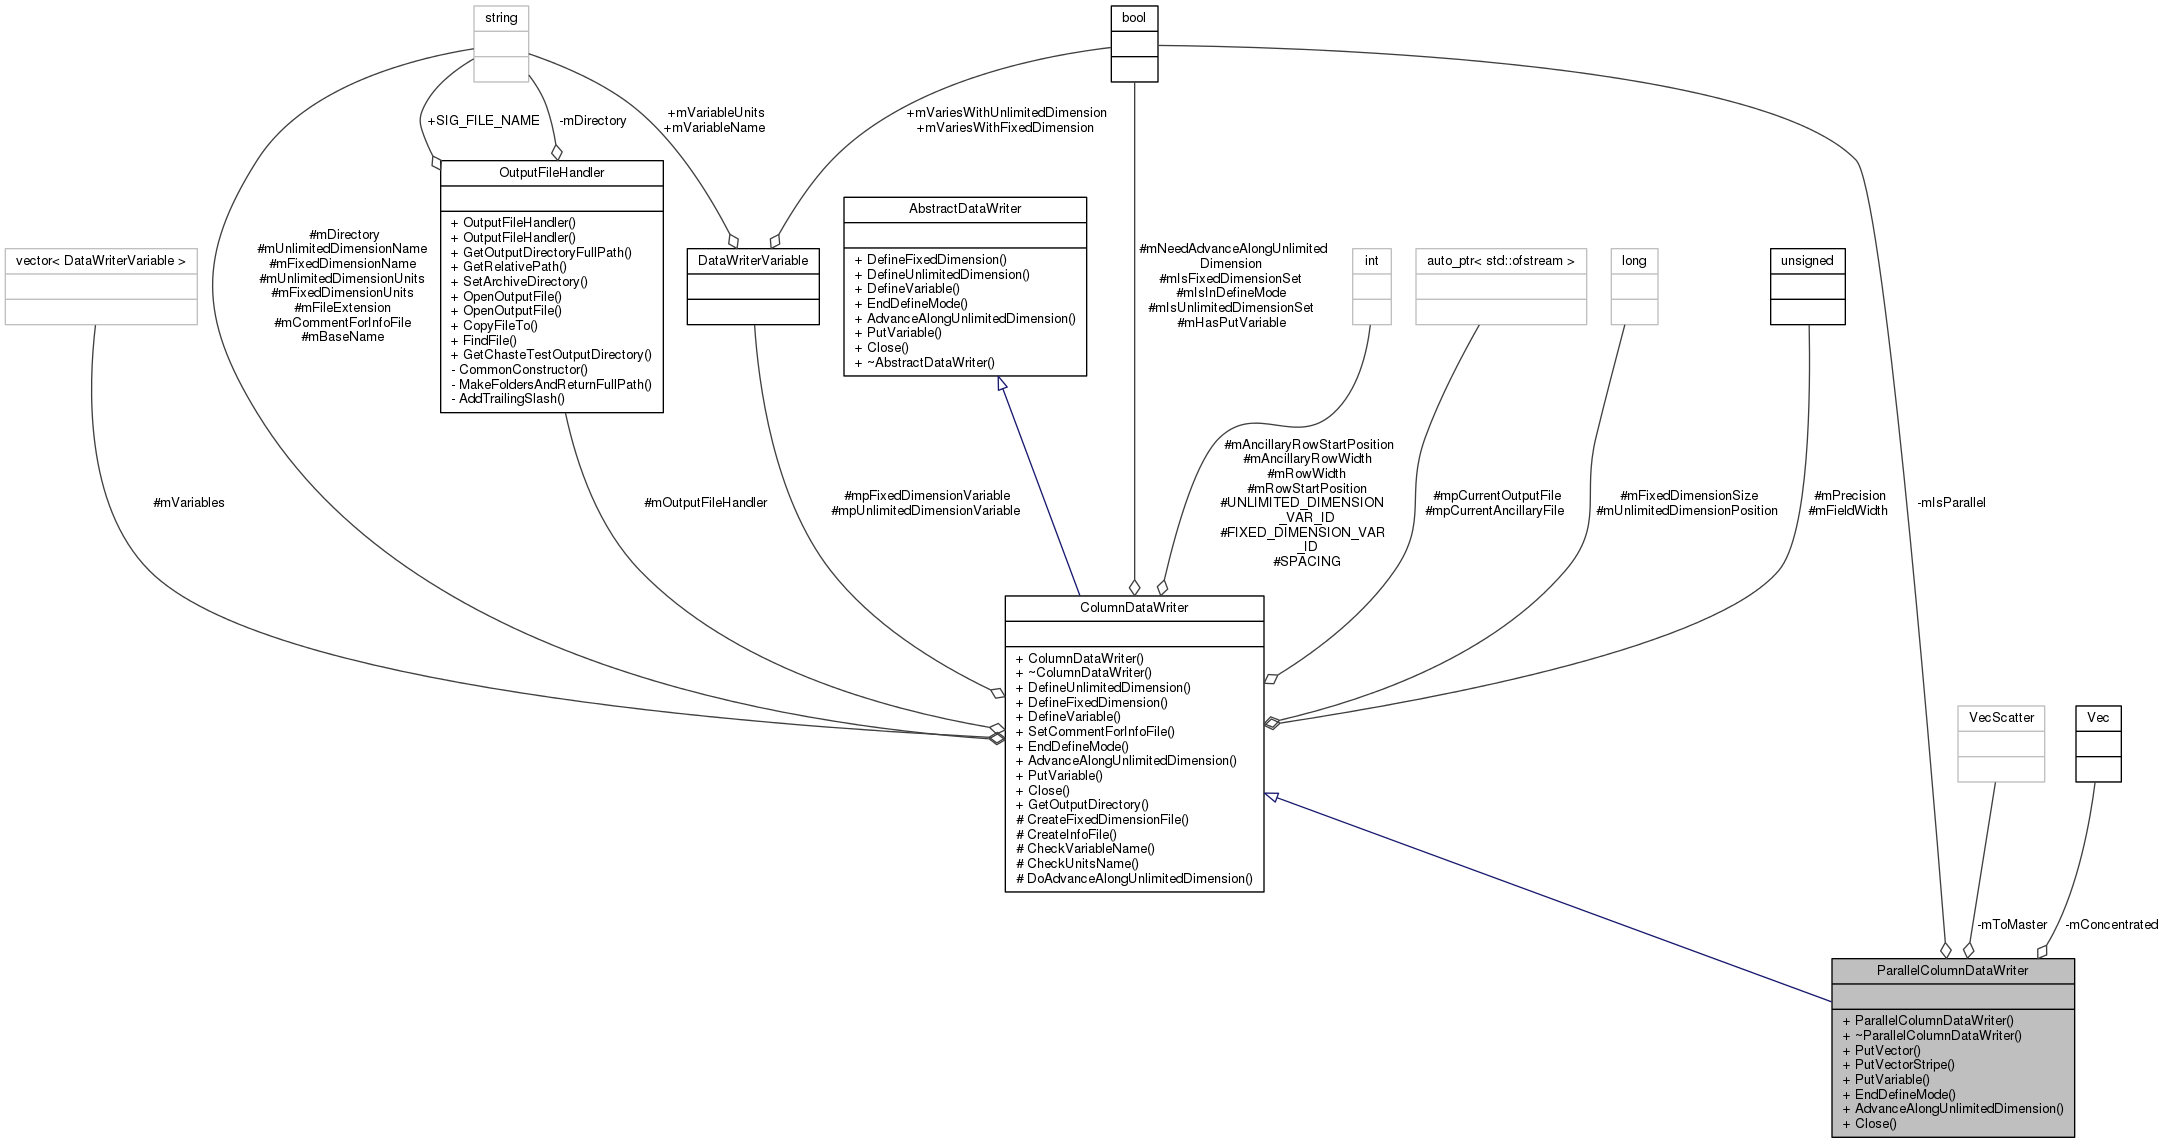 string
bool
+SIG_FILE_NAME
-mDirectory
+mVariableUnits
+mVariableName
+mVariesWithUnlimitedDimension
+mVariesWithFixedDimension
OutputFileHandler
+ OutputFileHandler()
+ OutputFileHandler()
+ GetOutputDirectoryFullPath()
+ GetRelativePath()
+ SetArchiveDirectory()
+ OpenOutputFile()
+ OpenOutputFile()
+ CopyFileTo()
+ FindFile()
+ GetChasteTestOutputDirectory()
- CommonConstructor()
- MakeFoldersAndReturnFullPath()
- AddTrailingSlash()
AbstractDataWriter
+ DefineFixedDimension()
+ DefineUnlimitedDimension()
+ DefineVariable()
+ EndDefineMode()
+ AdvanceAlongUnlimitedDimension()
+ PutVariable()
+ Close()
+ ~AbstractDataWriter()
vector< DataWriterVariable >
#mDirectory
#mUnlimitedDimensionName
#mFixedDimensionName
#mUnlimitedDimensionUnits
#mFixedDimensionUnits
#mFileExtension
#mCommentForInfoFile
#mBaseName
DataWriterVariable
#mNeedAdvanceAlongUnlimited
Dimension
#mIsFixedDimensionSet
#mIsInDefineMode
#mIsUnlimitedDimensionSet
#mHasPutVariable
int
auto_ptr< std::ofstream >
long
unsigned
#mVariables
#mOutputFileHandler
#mpFixedDimensionVariable
#mpUnlimitedDimensionVariable
#mAncillaryRowStartPosition
#mAncillaryRowWidth
#mRowWidth
#mRowStartPosition
#UNLIMITED_DIMENSION
_VAR_ID
#FIXED_DIMENSION_VAR
_ID
#SPACING
#mpCurrentOutputFile
#mpCurrentAncillaryFile
#mFixedDimensionSize
#mUnlimitedDimensionPosition
#mPrecision
#mFieldWidth
-mIsParallel
ColumnDataWriter
+ ColumnDataWriter()
+ ~ColumnDataWriter()
+ DefineUnlimitedDimension()
+ DefineFixedDimension()
+ DefineVariable()
+ SetCommentForInfoFile()
+ EndDefineMode()
+ AdvanceAlongUnlimitedDimension()
+ PutVariable()
+ Close()
+ GetOutputDirectory()
# CreateFixedDimensionFile()
# CreateInfoFile()
# CheckVariableName()
# CheckUnitsName()
# DoAdvanceAlongUnlimitedDimension()
VecScatter
Vec
-mToMaster
-mConcentrated
ParallelColumnDataWriter
+ ParallelColumnDataWriter()
+ ~ParallelColumnDataWriter()
+ PutVector()
+ PutVectorStripe()
+ PutVariable()
+ EndDefineMode()
+ AdvanceAlongUnlimitedDimension()
+ Close()